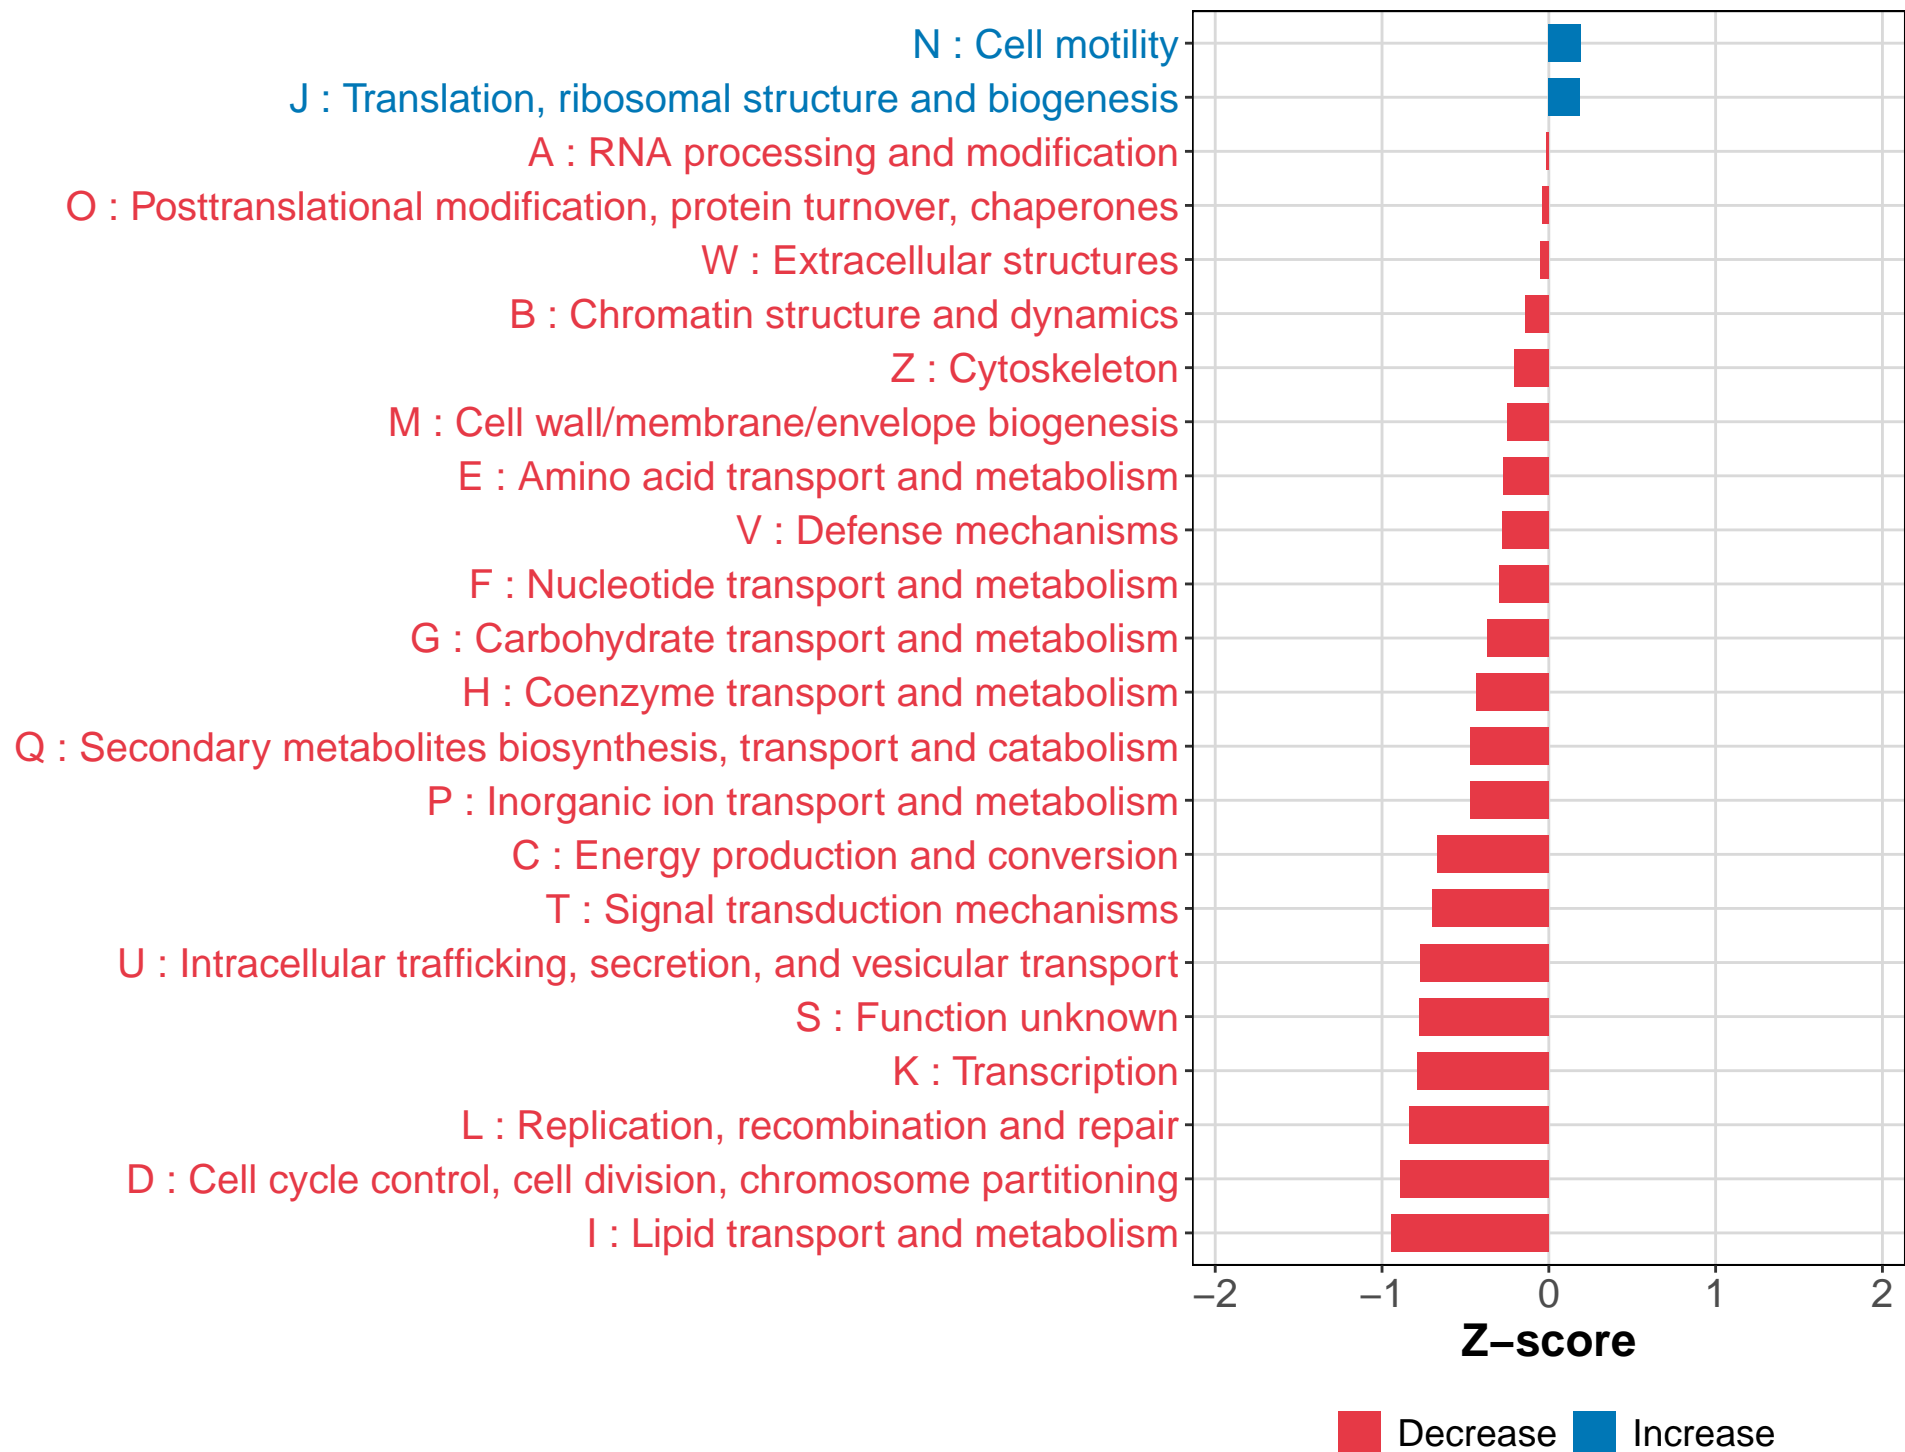 N : Cell motility
J : Translation, ribosomal structure and biogenesis
A : RNA processing and modification
O : Posttranslational modification, protein turnover, chaperones
W : Extracellular structures
B : Chromatin structure and dynamics
Z : Cytoskeleton
M : Cell wall/membrane/envelope biogenesis
E : Amino acid transport and metabolism
V : Defense mechanisms
F : Nucleotide transport and metabolism
G : Carbohydrate transport and metabolism
H : Coenzyme transport and metabolism
Q : Secondary metabolites biosynthesis, transport and catabolism
P : Inorganic ion transport and metabolism
C : Energy production and conversion
T : Signal transduction mechanisms
U : Intracellular trafficking, secretion, and vesicular transport
S : Function unknown
K : Transcription
L : Replication, recombination and repair
D : Cell cycle control, cell division, chromosome partitioning
I : Lipid transport and metabolism
−2 −1 0 1 2
Z−score
Decrease Increase